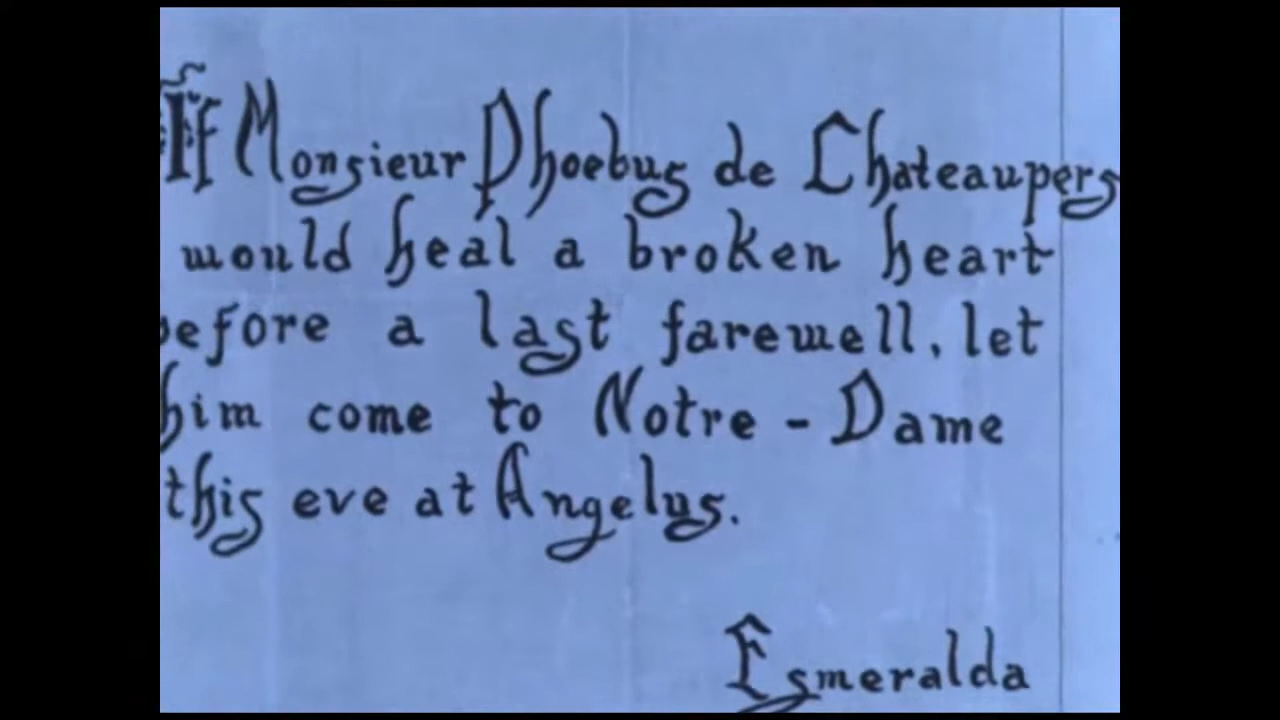 If Monsieur Phoebus de Chateaupers
would heal a broken heart
before a last farewell, let
him come to Notre-Dame
this eve at Angelus.
Esmeralda